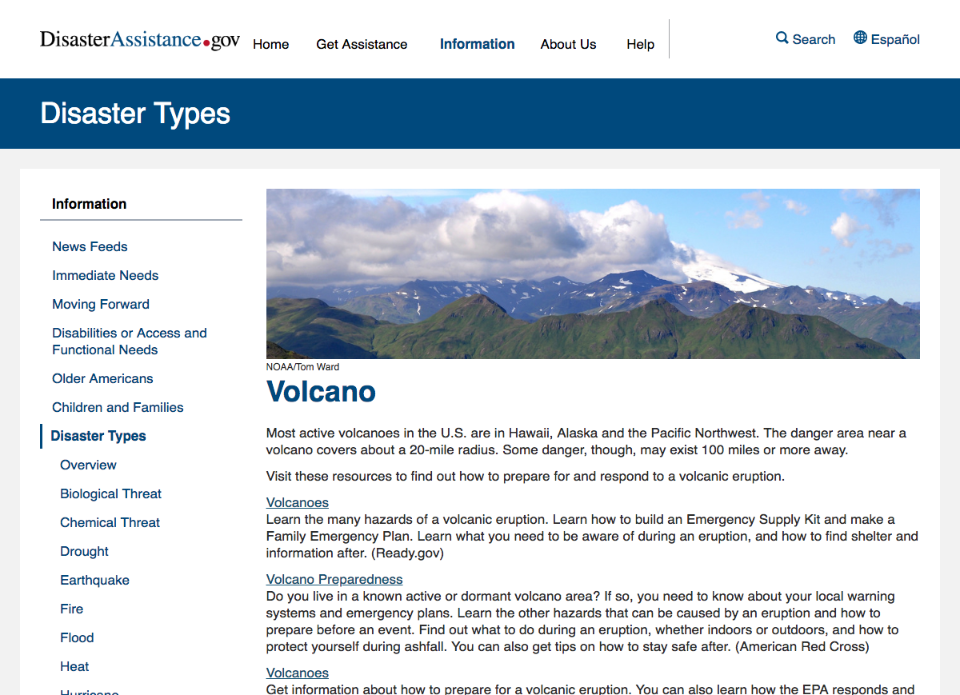 DisasterAssistance.gov
Home
Get Assistance
Information
About Us
Help
Search
Español
Disaster Types
Information
News Feeds
Immediate Needs
Moving Forward
Disabilities or Access and
Functional Needs
Older Americans
Children and Families
Disaster Types
Overview
Biological Threat
Chemical Threat
Drought
Earthquake
Fire
Flood
Heat
Hurricane
NOAA/Tom Ward
Volcano
Most active volcanoes in the U.S. are in Hawaii, Alaska and the Pacific Northwest. The danger area near a
volcano covers about a 20-mile radius. Some danger, though, may exist 100 miles or more away.
Visit these resources to find out how to prepare for and respond to a volcanic eruption.
Volcanoes
Learn the many hazards of a volcanic eruption. Learn how to build an Emergency Supply Kit and make a
Family Emergency Plan. Learn what you need to be aware of during an eruption, and how to find shelter and
information after. (Ready.gov)
Volcano Preparedness
Do you live in a known active or dormant volcano area? If so, you need to know about your local warning
systems and emergency plans. Learn the other hazards that can be caused by an eruption and how to
prepare before an event. Find out what to do during an eruption, whether indoors or outdoors, and how to
protect yourself during ashfall. You can also get tips on how to stay safe after. (American Red Cross)
Volcanoes
Get information about how to prepare for a volcanic eruption. You can also learn how the EPA responds and